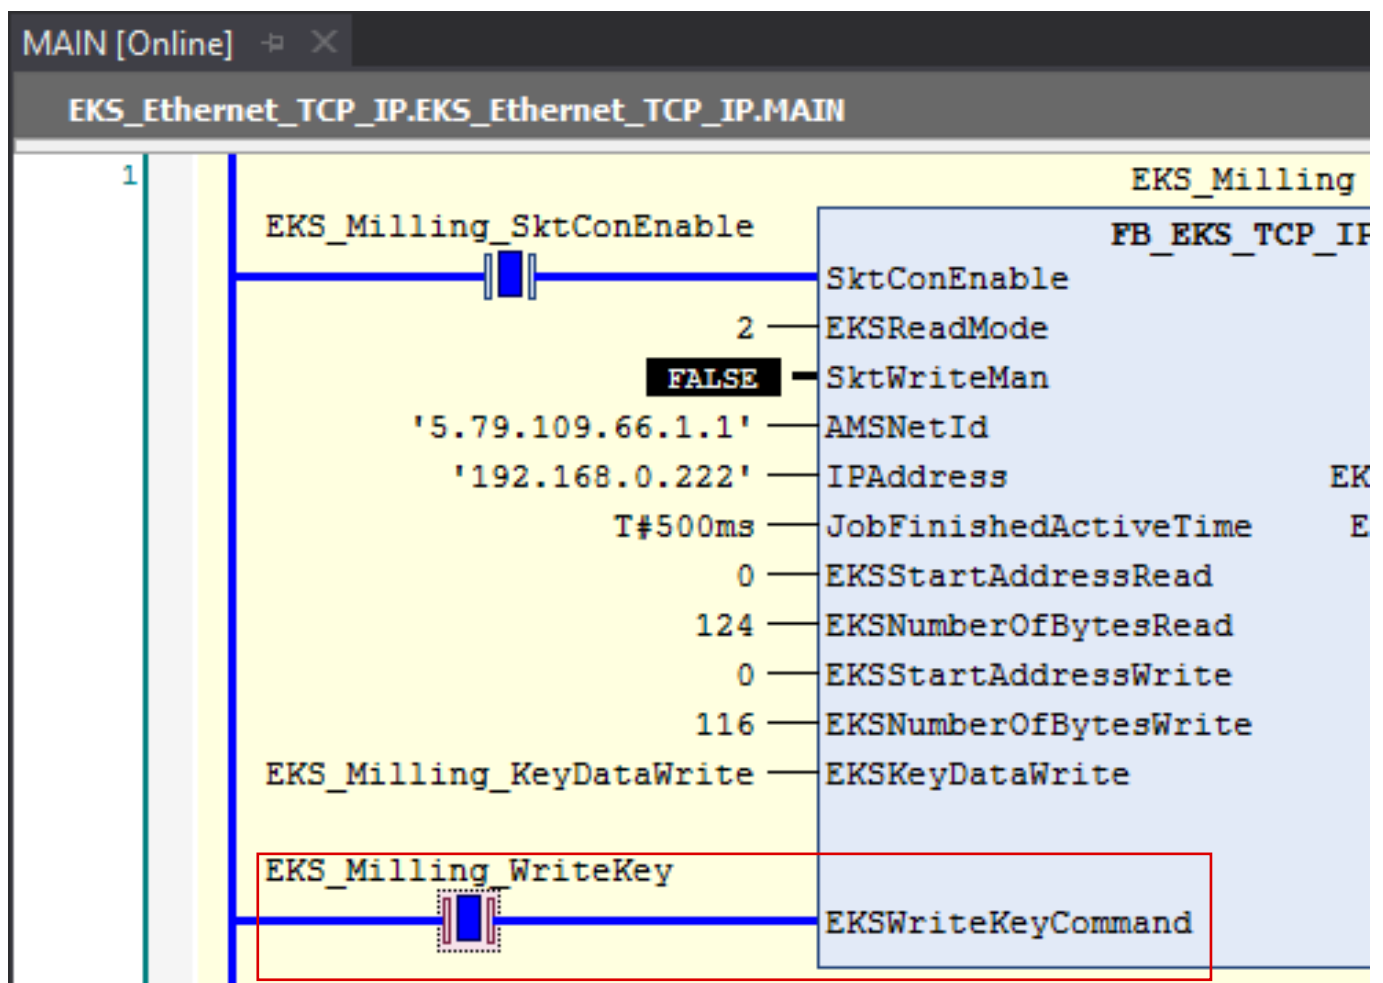 MAIN [Online]
EKS_Ethernet_TCP_IP.EKS_Ethernet_TCP_IP.MAIN
1
EKS_Milling
EKS_Milling_SktConEnable
FB_EKS_TCP_IP
SktConEnable
2 EKSReadMode
FALSE SktWriteMan
'5.79.109.66.1.1' AMSNetId
'192.168.0.222' IPAddress EK
T#500ms JobFinishedActiveTime E
0 EKSStartAddressRead
124 EKSNumberOfBytesRead
0 EKSStartAddressWrite
116 EKSNumberOfBytesWrite
EKS_Milling_KeyDataWrite EKSKeyDataWrite
EKS_Milling_WriteKey
EKSWriteKeyCommand